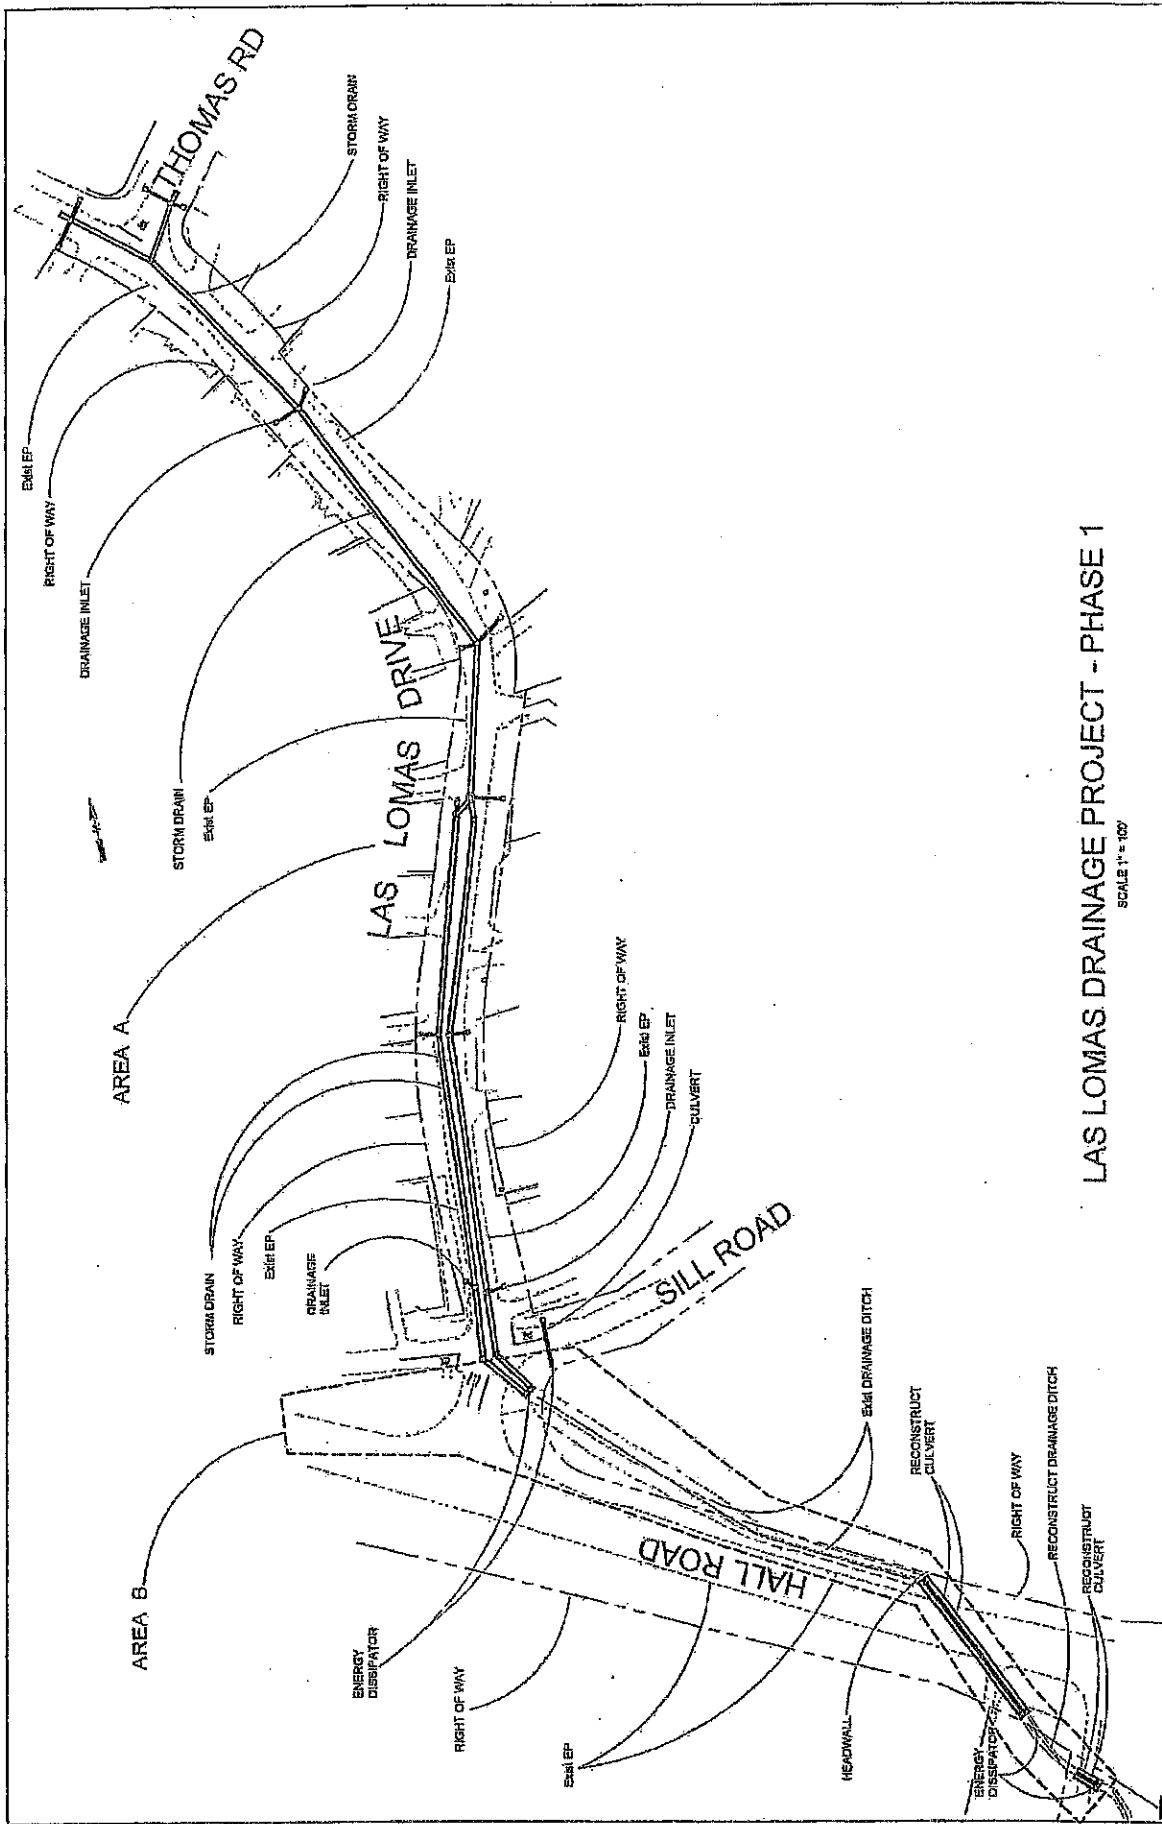 THOMAS RD
STORM DRAIN
RIGHT OF WAY
DRAINAGE INLET
Exist EP
Exist EP
RIGHT OF WAY
DRAINAGE INLET
STORM DRAIN
Exist EP
LAS LOMAS DRIVE
AREA A
RIGHT OF WAY
Exist EP
DRAINAGE INLET
CULVERT
STORM DRAIN
RIGHT OF WAY
Exist EP
DRAINAGE
INLET
SILL ROAD
AREA B
Exist DRAINAGE DITCH
RECONSTRUCT
CULVERT
RIGHT OF WAY
RECONSTRUCT DRAINAGE DITCH
RECONSTRUCT
CULVERT
HALL ROAD
ENERGY
DISSIPATOR
RIGHT OF WAY
Exist EP
HEADWALL
ENERGY
DISSIPATOR
LAS LOMAS DRAINAGE PROJECT - PHASE 1
SCALE 1" = 100'